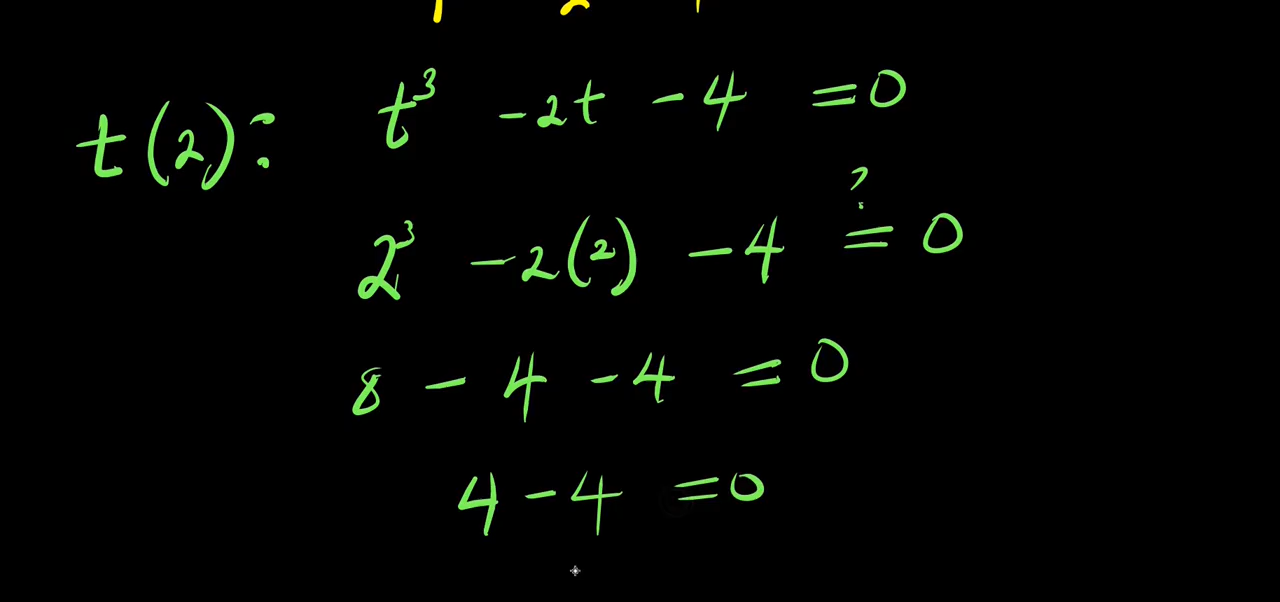 t(2): t³ -2t -4 =0
?
2³ -2(2) -4 = 0
8 - 4 -4 = 0
4 -4 =0